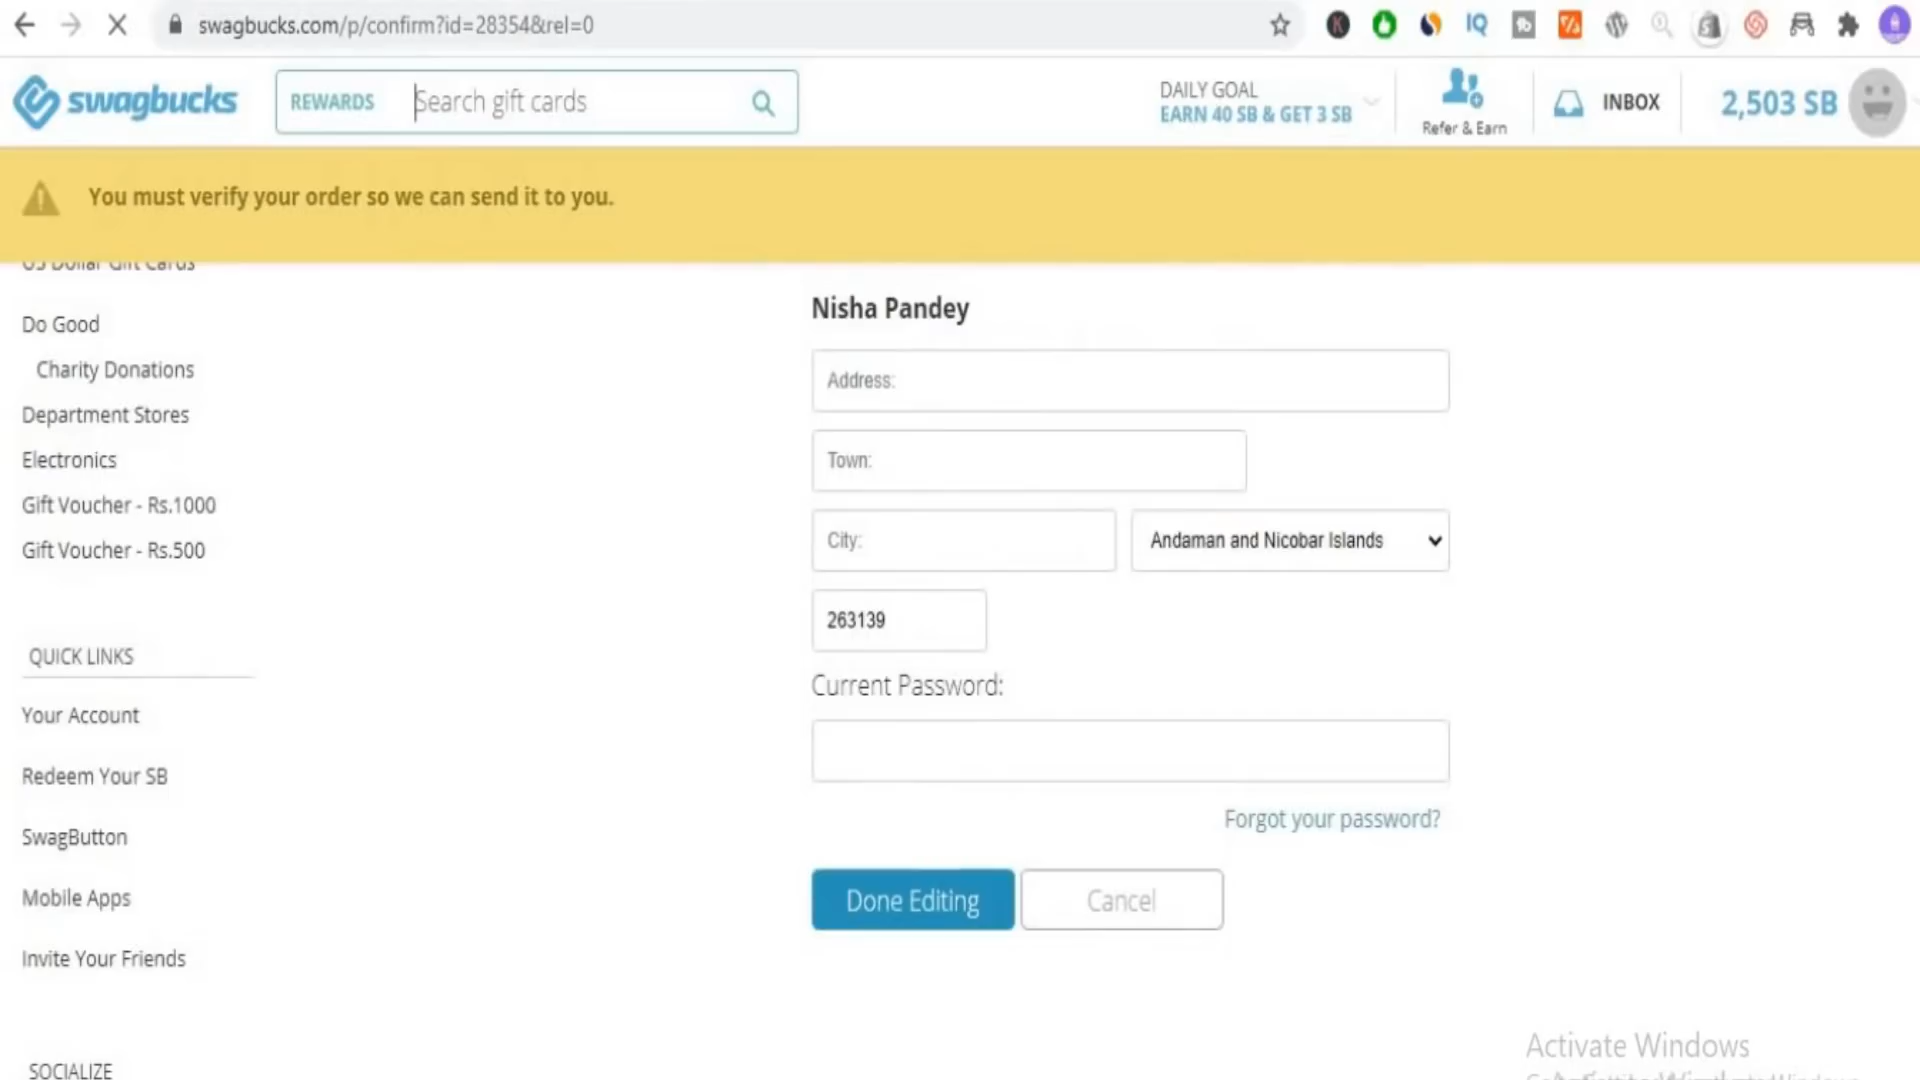 swagbucks.com/p/confirm?id=28354&rel=0
IQ
swagbucks
REWARDS
Search gift cards
DAILY GOAL
EARN 40 SB & GET 3 SB
Refer & Earn
INBOX
2,503 SB
You must verify your order so we can send it to you.
US Dollar Gift Cards
Do Good
Charity Donations
Department Stores
Electronics
Gift Voucher - Rs.1000
Gift Voucher - Rs.500
QUICK LINKS
Your Account
Redeem Your SB
SwagButton
Mobile Apps
Invite Your Friends
SOCIALIZE
Nisha Pandey
Address:
Town:
City:
Andaman and Nicobar Islands
263139
Current Password:
Forgot your password?
Done Editing
Cancel
Activate Windows